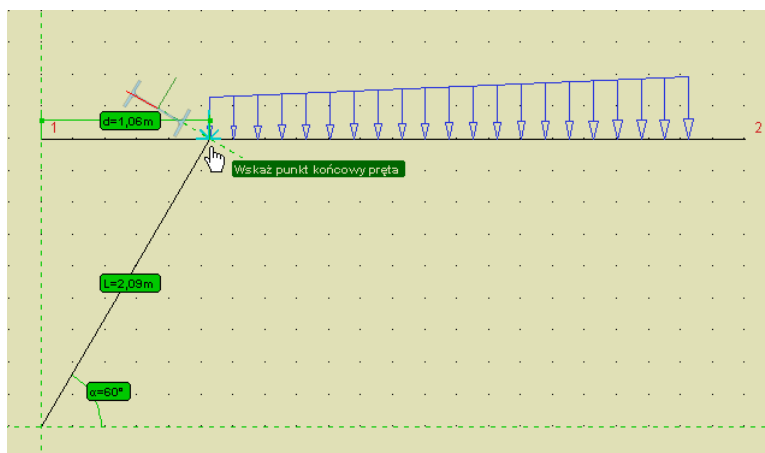 d=1,06m
1
2
Wskaż punkt końcowy pręta
L=2,09m
α=60°